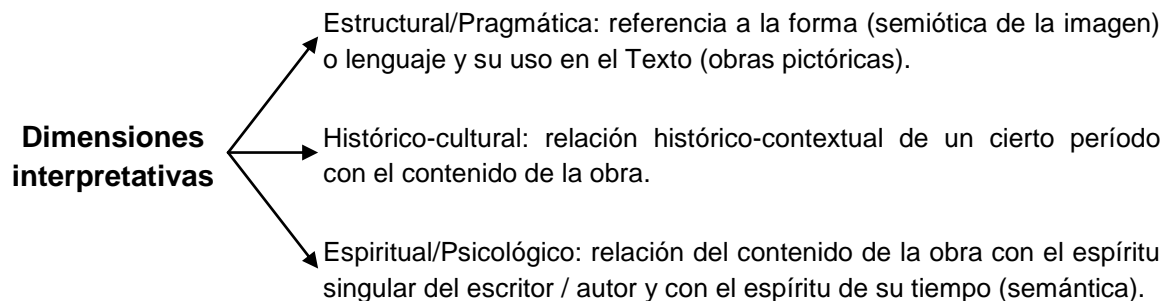 Estructural/Pragmática: referencia a la forma (semiótica de la imagen)
o lenguaje y su uso en el Texto (obras pictóricas).
Dimensiones
interpretativas
Histórico-cultural: relación histórico-contextual de un cierto período
con el contenido de la obra.
Espiritual/Psicológico: relación del contenido de la obra con el espíritu
singular del escritor / autor y con el espíritu de su tiempo (semántica).